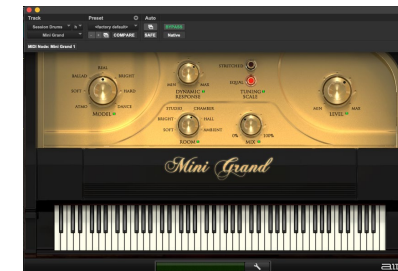 Track Preset Auto
Session Drums b <factory default>
Mini Grand COMPARE SAFE BYPASS Native
MIDI Node: Mini Grand 1
REAL
BALLAD BRIGHT
SOFT HARD
ATMO DANCE
MODEL
MIN MAX
DYNAMIC
RESPONSE
STRETCHED
EQUAL
TUNING
SCALE
MIN MAX
LEVEL
STUDIO CHAMBER
BRIGHT HALL
SOFT AMBIENT
ROOM
0% 100%
MIX
Mini Grand